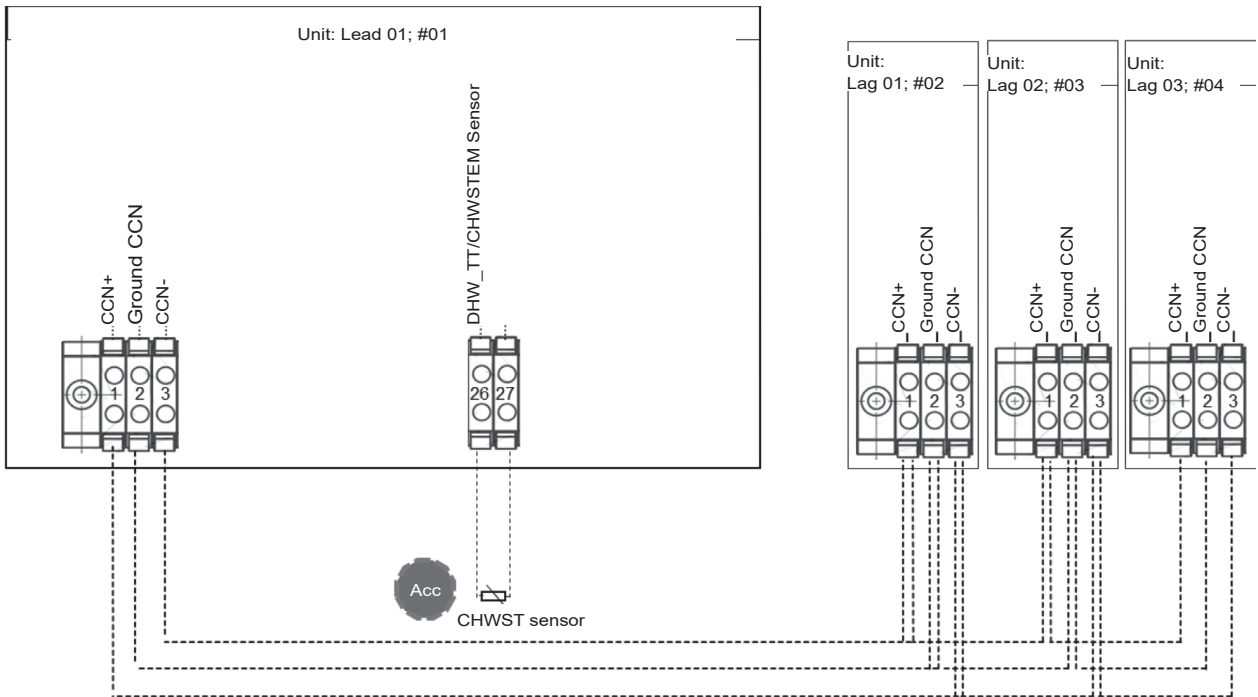 Unit: Lead 01; #01
CCN+
Ground CCN
CCN-
1
2
3
DHW_TT/CHWSTEM Sensor
26
27
Acc
CHWST sensor
Unit:
Lag 01; #02
CCN+
Ground CCN
CCN-
1
2
3
Unit:
Lag 02; #03
CCN+
Ground CCN
CCN-
1
2
3
Unit:
Lag 03; #04
CCN+
Ground CCN
CCN-
1
2
3